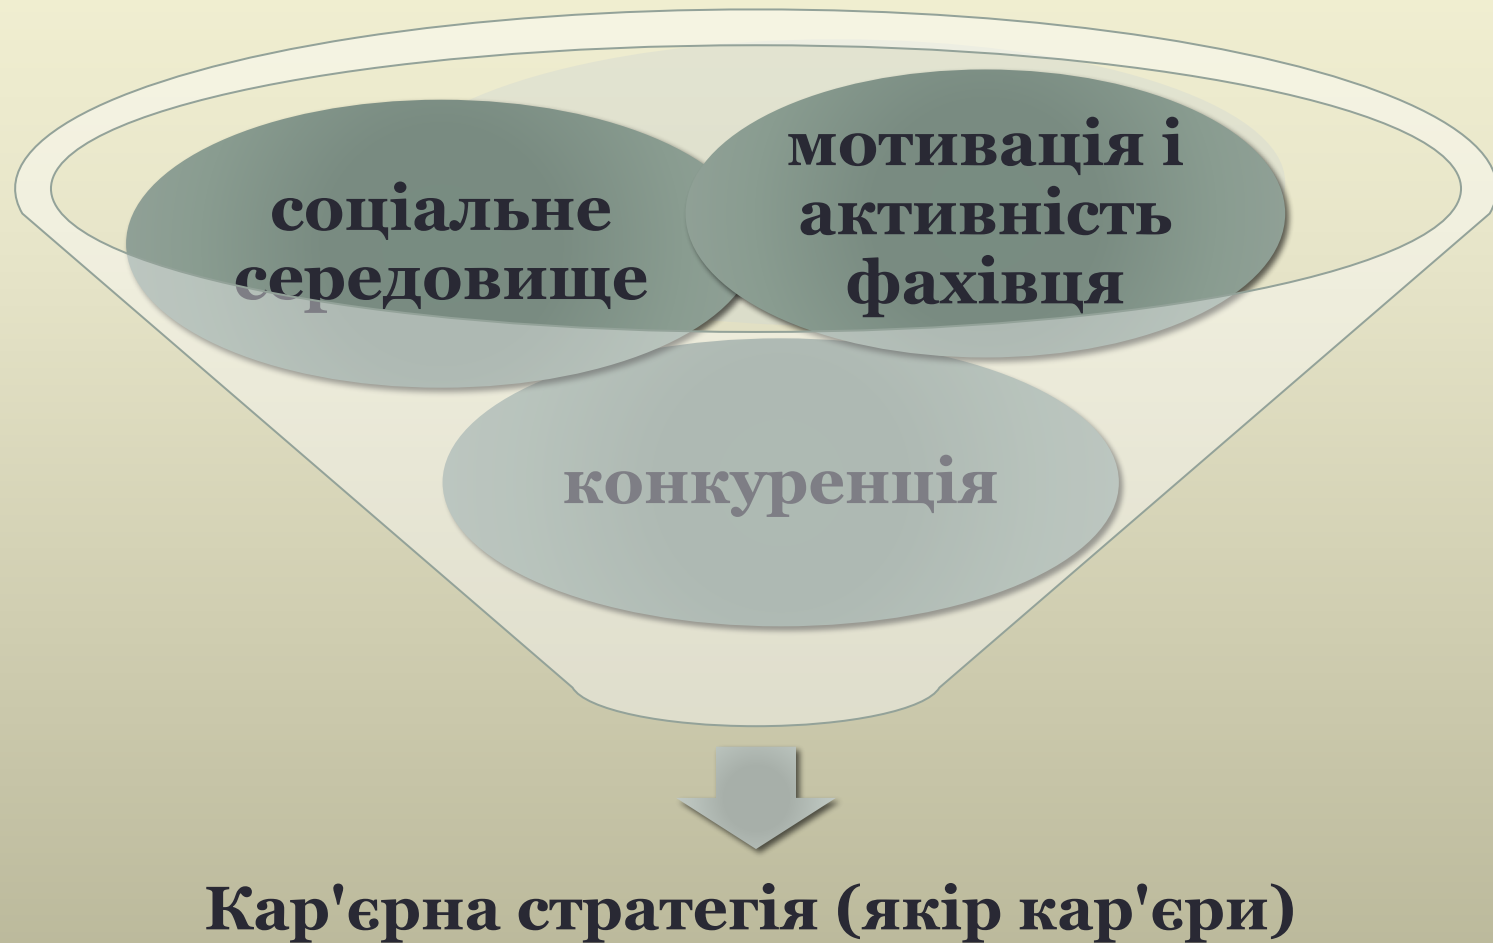 соціальне
середовище
мотивація і
активність
фахівця
конкуренція
Кар'єрна стратегія (якір кар'єри)